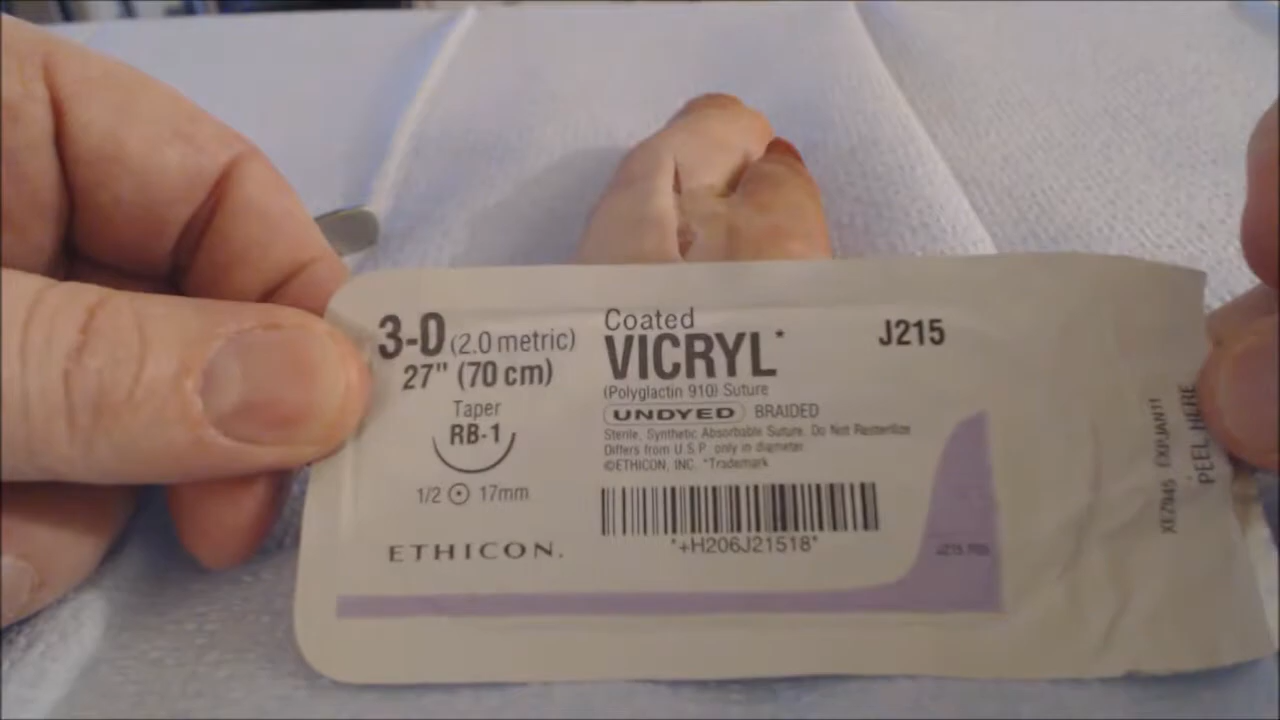 3-0 (2.0 metric)
27" (70 cm)
Taper
RB-1
1/2 17mm
ETHICON.
Coated
VICRYL*
(Polyglactin 910) Suture
UNDYED BRAIDED
Sterile, Synthetic Absorbable Suture. Do Not Resterilize
Differs from U.S.P. only in diameter.
©ETHICON, INC. *Trademark
*+H206J21518*
J215
PEEL HERE